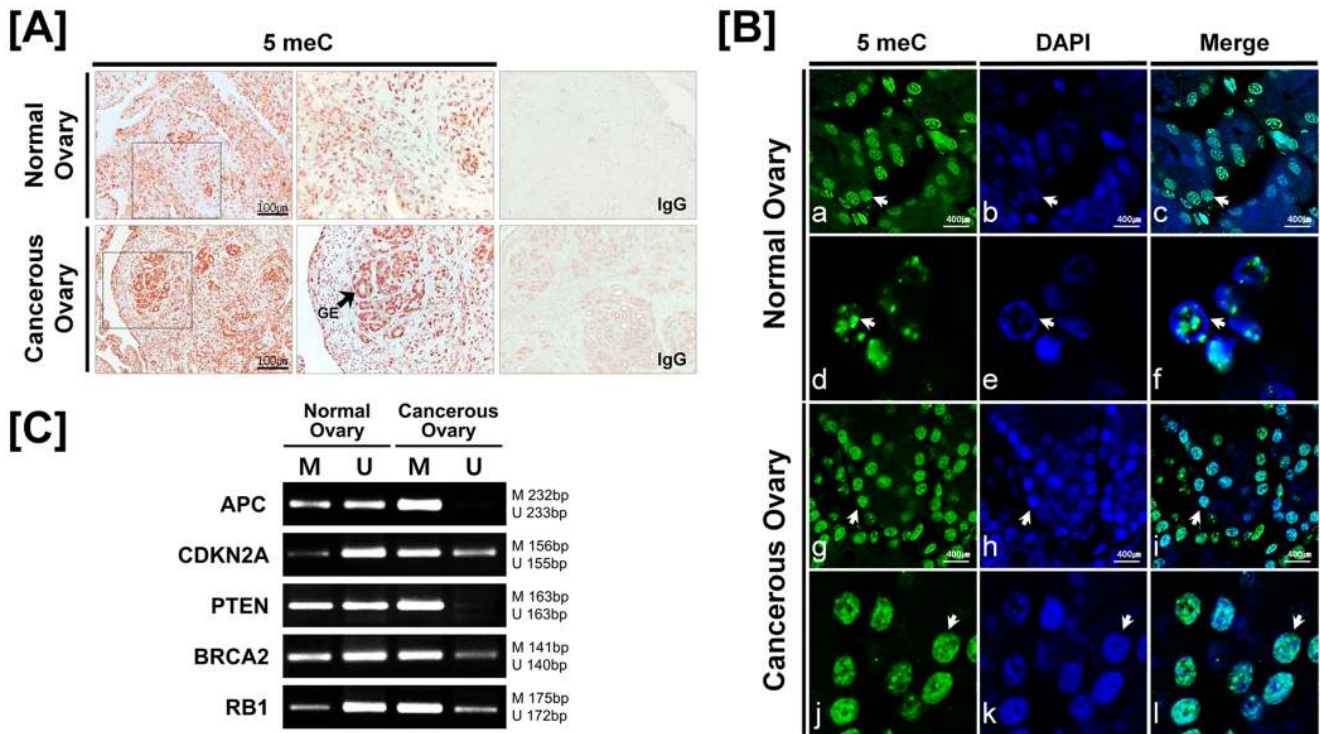 [A]
5 meC
Normal
Ovary
100μm
IgG
Cancerous
Ovary
100μm
GE
IgG
[B]
5 meC
DAPI
Merge
Normal Ovary
a
400μm
b
400μm
c
400μm
d
e
f
Cancerous Ovary
g
400μm
h
400μm
i
400μm
j
k
l
[C]
Normal
Ovary
Cancerous
Ovary
M
U
M
U
APC
M 232bp
U 233bp
CDKN2A
M 156bp
U 155bp
PTEN
M 163bp
U 163bp
BRCA2
M 141bp
U 140bp
RB1
M 175bp
U 172bp